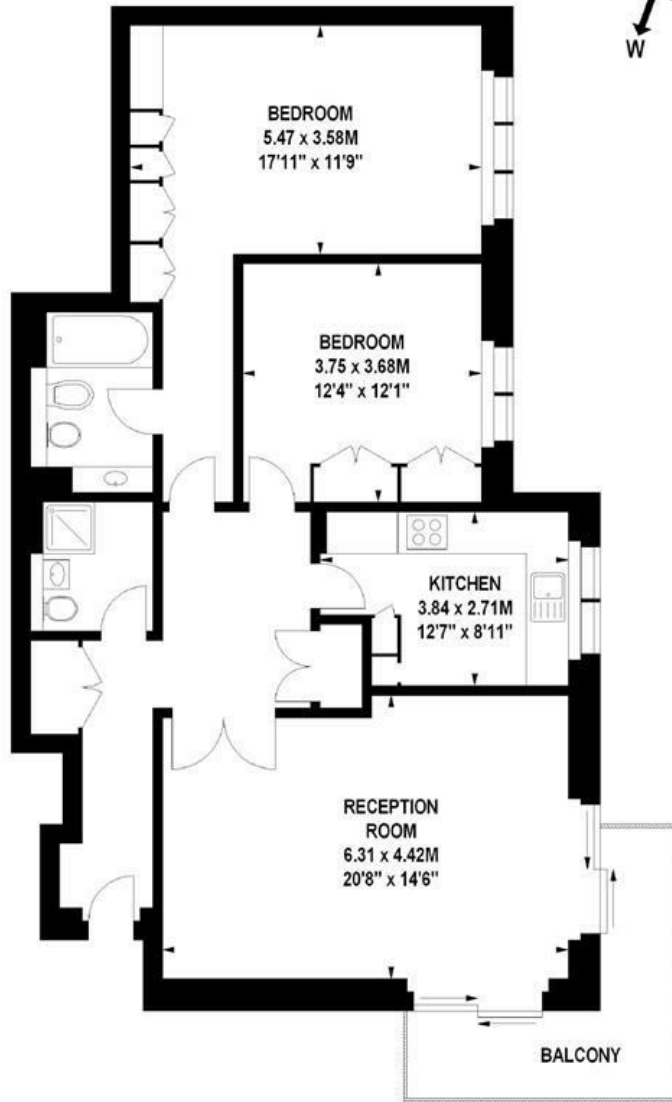 W
BEDROOM
5.47 x 3.58M
17'11" x 11'9"
BEDROOM
3.75 x 3.68M
12'4" x 12'1"
KITCHEN
3.84 x 2.71M
12'7" x 8'11"
RECEPTION
ROOM
6.31 x 4.42M
20'8" x 14'6"
BALCONY